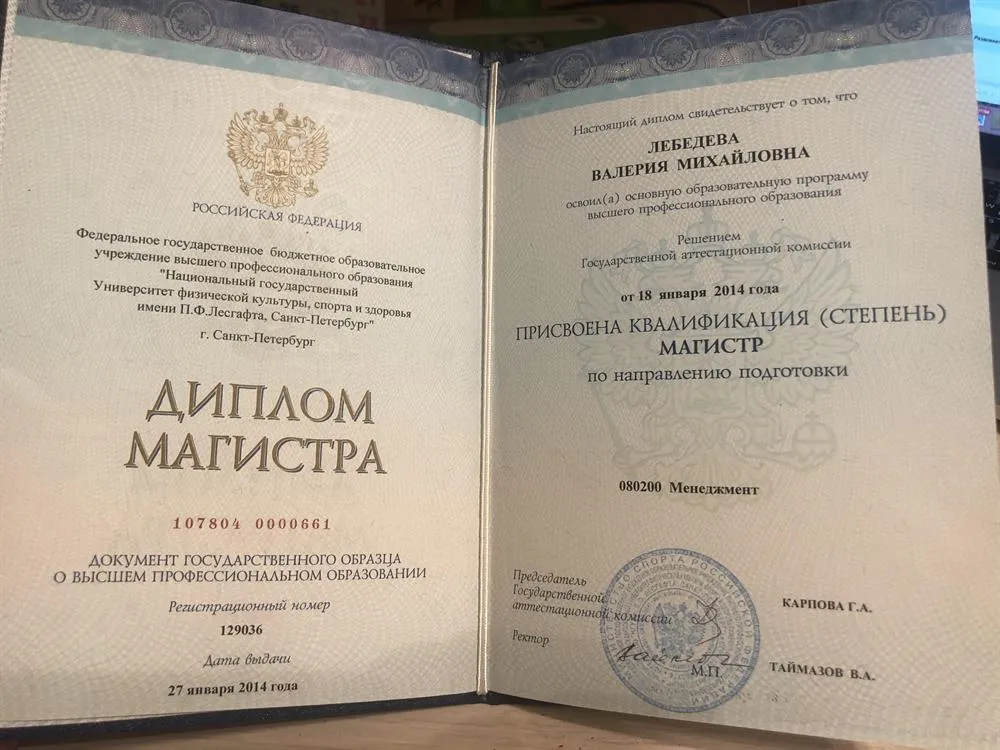 РОССИЙСКАЯ ФЕДЕРАЦИЯ
Федеральное государственное бюджетное образовательное
учреждение высшего профессионального образования
"Национальный государственный
Университет физической культуры, спорта и здоровья
имени П.Ф.Лесгафта, Санкт-Петербург"
г. Санкт-Петербург
ДИПЛОМ
МАГИСТРА
107804 0000661
ДОКУМЕНТ ГОСУДАРСТВЕННОГО ОБРАЗЦА
О ВЫСШЕМ ПРОФЕССИОНАЛЬНОМ ОБРАЗОВАНИИ
Регистрационный номер
129036
Дата выдачи
27 января 2014 года
Настоящий диплом свидетельствует о том, что
ЛЕБЕДЕВА
ВАЛЕРИЯ МИХАЙЛОВНА
освоил(а) основную образовательную программу
высшего профессионального образования
Решением
Государственной аттестационной комиссии
от 18 января 2014 года
ПРИСВОЕНА КВАЛИФИКАЦИЯ (СТЕПЕНЬ)
МАГИСТР
по направлению подготовки
080200 Менеджмент
Председатель
Государственной
аттестационной комиссии
КАРПОВА Г.А.
Ректор
ТАЙМАЗОВ В.А.
М.П.
МИНИСТЕРСТВО СПОРТА РОССИЙСКОЙ ФЕДЕРАЦИИ